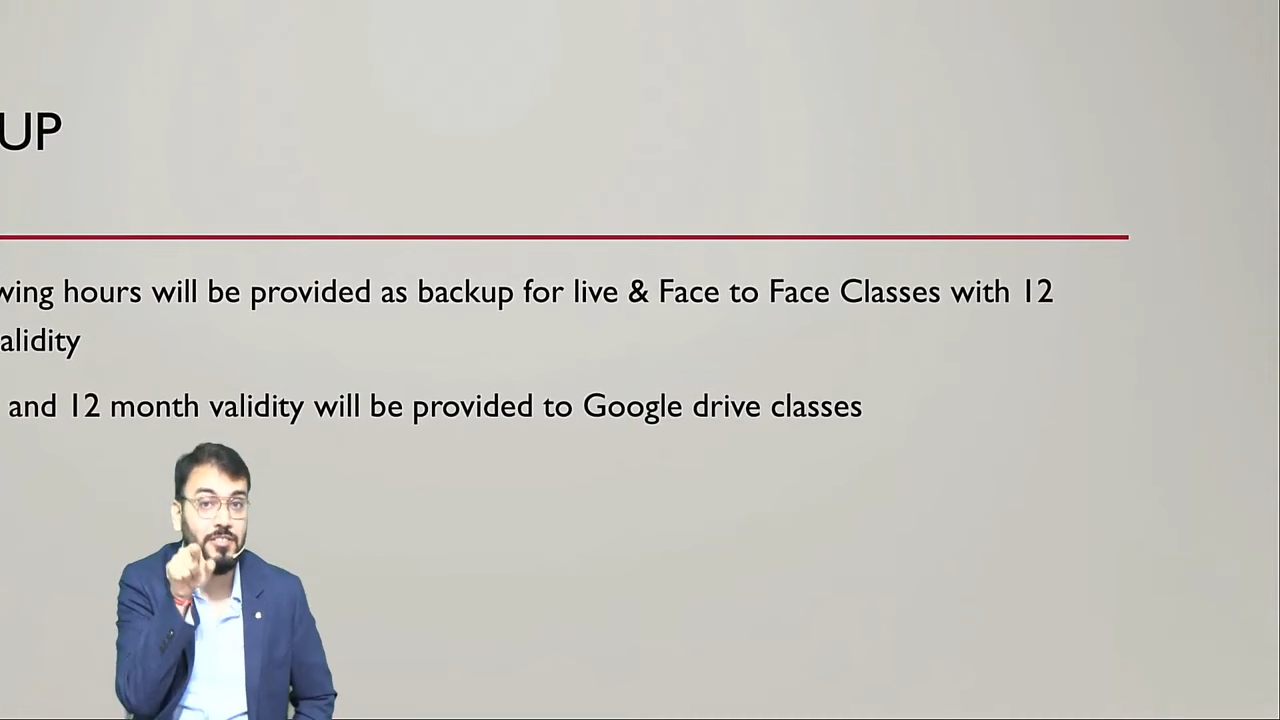 UP
wing hours will be provided as backup for live & Face to Face Classes with 12
alidity
and 12 month validity will be provided to Google drive classes